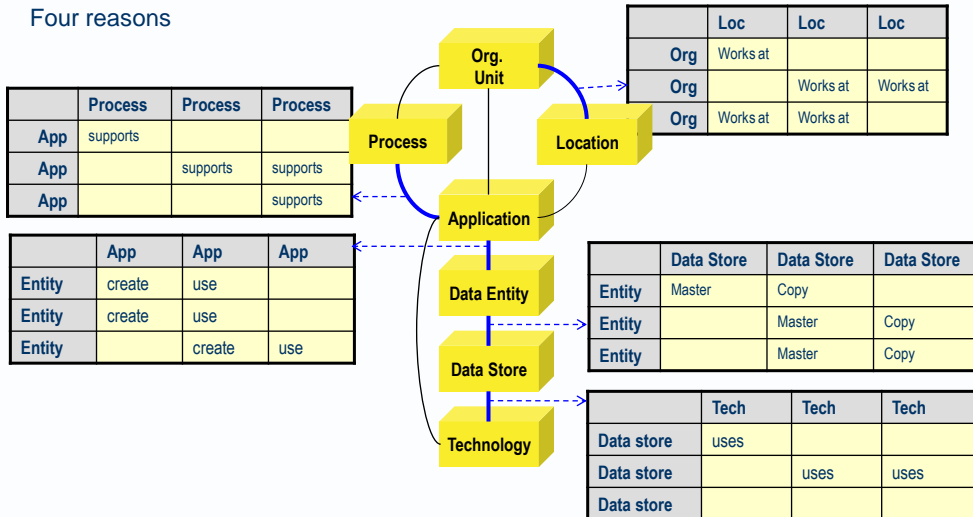 Four reasons
Loc Loc Loc
Org Works at
Org Works at Works at
Org Works at Works at
Org.
Unit
Process Process Process
App supports
App supports supports
App supports
Process
Location
Application
App App App
Entity create use
Entity create use
Entity create use
Data Entity
Data Store
Technology
Data Store Data Store Data Store
Entity Master Copy
Entity Master Copy
Entity Master Copy
Tech Tech Tech
Data store uses
Data store uses uses
Data store